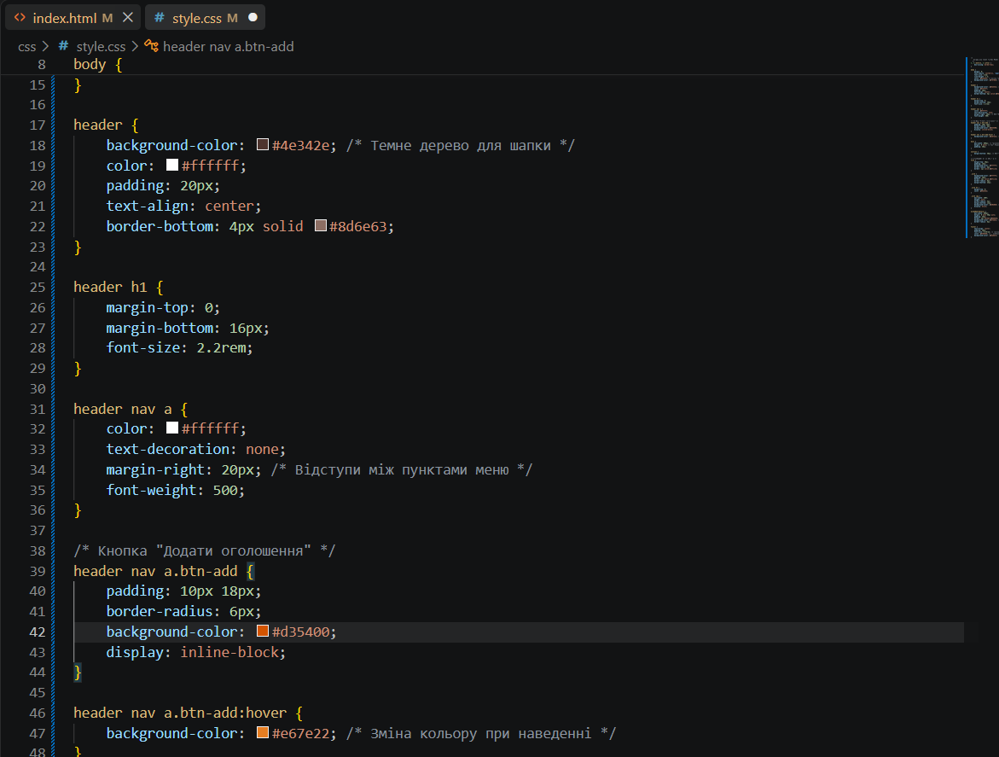 index.html M
style.css M
css > style.css > header nav a.btn-add
8 body {
15 }
16
17 header {
18 background-color: #4e342e; /* Темне дерево для шапки */
19 color: #ffffff;
20 padding: 20px;
21 text-align: center;
22 border-bottom: 4px solid #8d6e63;
23 }
24
25 header h1 {
26 margin-top: 0;
27 margin-bottom: 16px;
28 font-size: 2.2rem;
29 }
30
31 header nav a {
32 color: #ffffff;
33 text-decoration: none;
34 margin-right: 20px; /* Відступи між пунктами меню */
35 font-weight: 500;
36 }
37
38 /* Кнопка "Додати оголошення" */
39 header nav a.btn-add {
40 padding: 10px 18px;
41 border-radius: 6px;
42 background-color: #d35400;
43 display: inline-block;
44 }
45
46 header nav a.btn-add:hover {
47 background-color: #e67e22; /* Зміна кольору при наведенні */
48 }